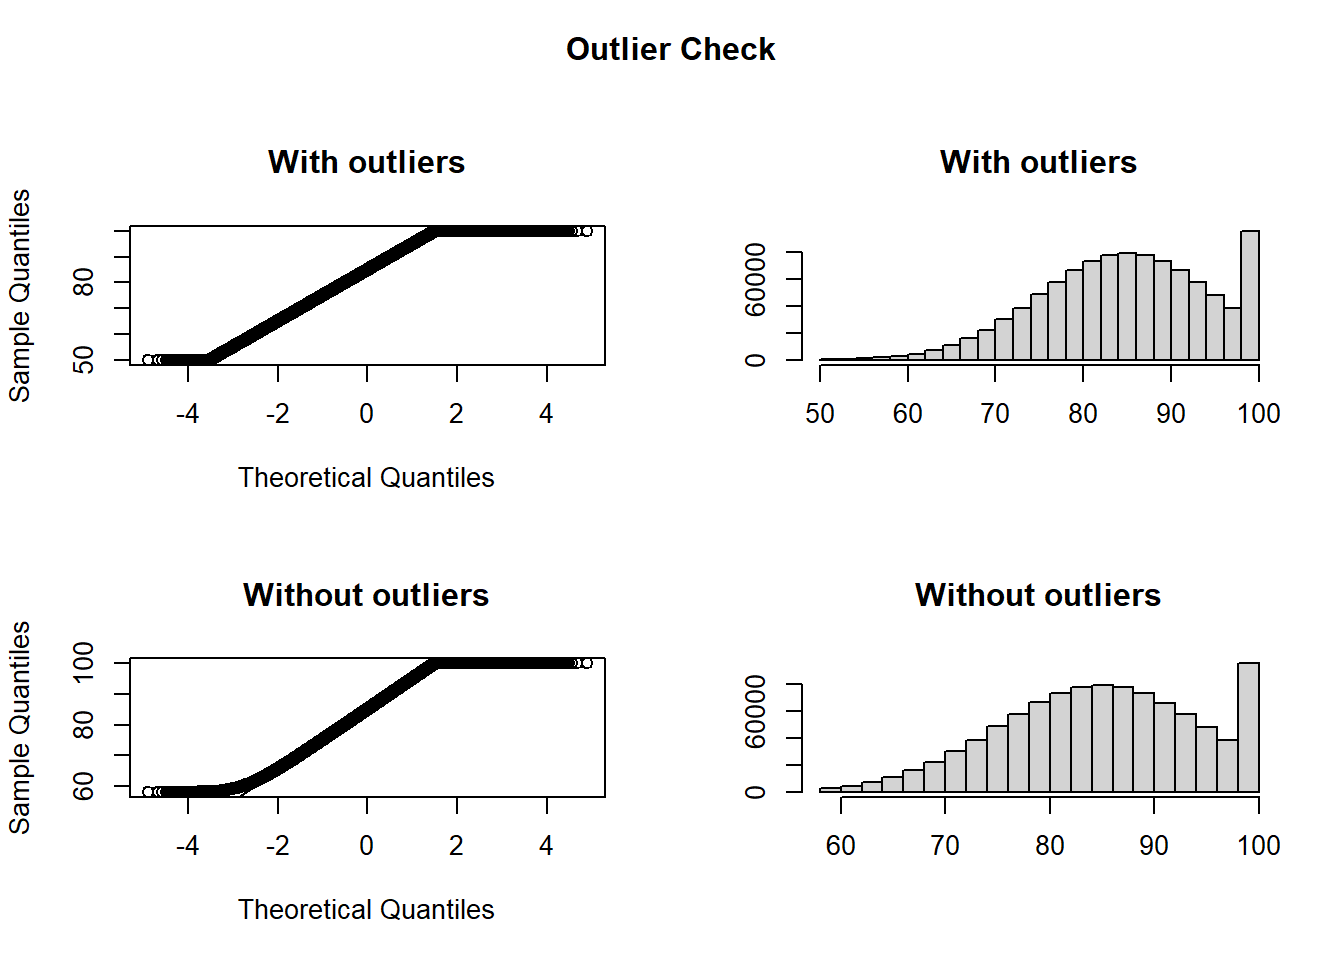 Outlier Check
With outliers
Sample Quantiles
50 80
-4 -2 0 2 4
Theoretical Quantiles
With outliers
0 60000
50 60 70 80 90 100
Without outliers
Sample Quantiles
60 80 100
-4 -2 0 2 4
Theoretical Quantiles
Without outliers
0 60000
60 70 80 90 100